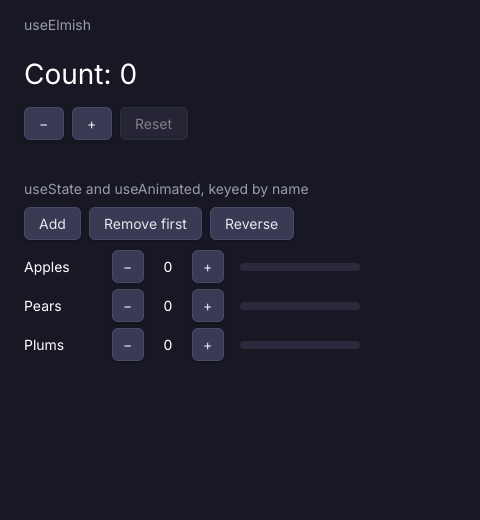 useElmish
Count: 0
− + Reset
useState and useAnimated, keyed by name
Add Remove first Reverse
Apples − 0 +
Pears − 0 +
Plums − 0 +